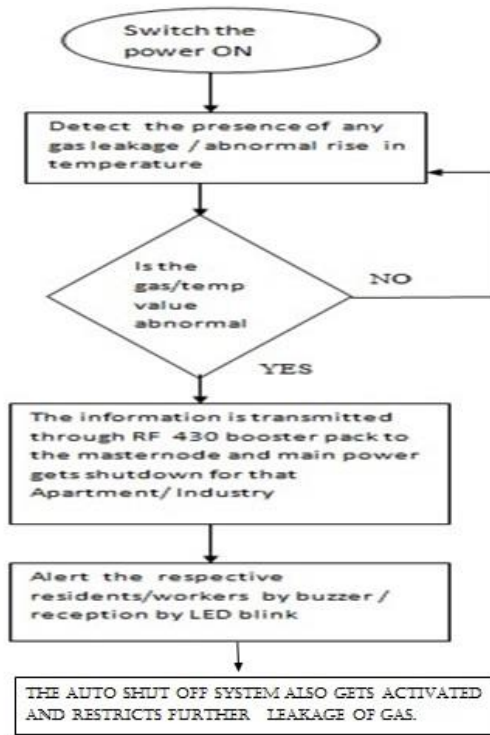 Switch the
power ON
Detect the presence of any
gas leakage / abnormal rise in
temperature
Is the
gas/temp
value
abnormal
NO
YES
The information is transmitted
through RF 430 booster pack to
the masternode and main power
gets shutdown for that
Apartment/ Industry
Alert the respective
residents/workers by buzzer /
reception by LED blink
THE AUTO SHUT OFF SYSTEM ALSO GETS ACTIVATED
AND RESTRICTS FURTHER LEAKAGE OF GAS.